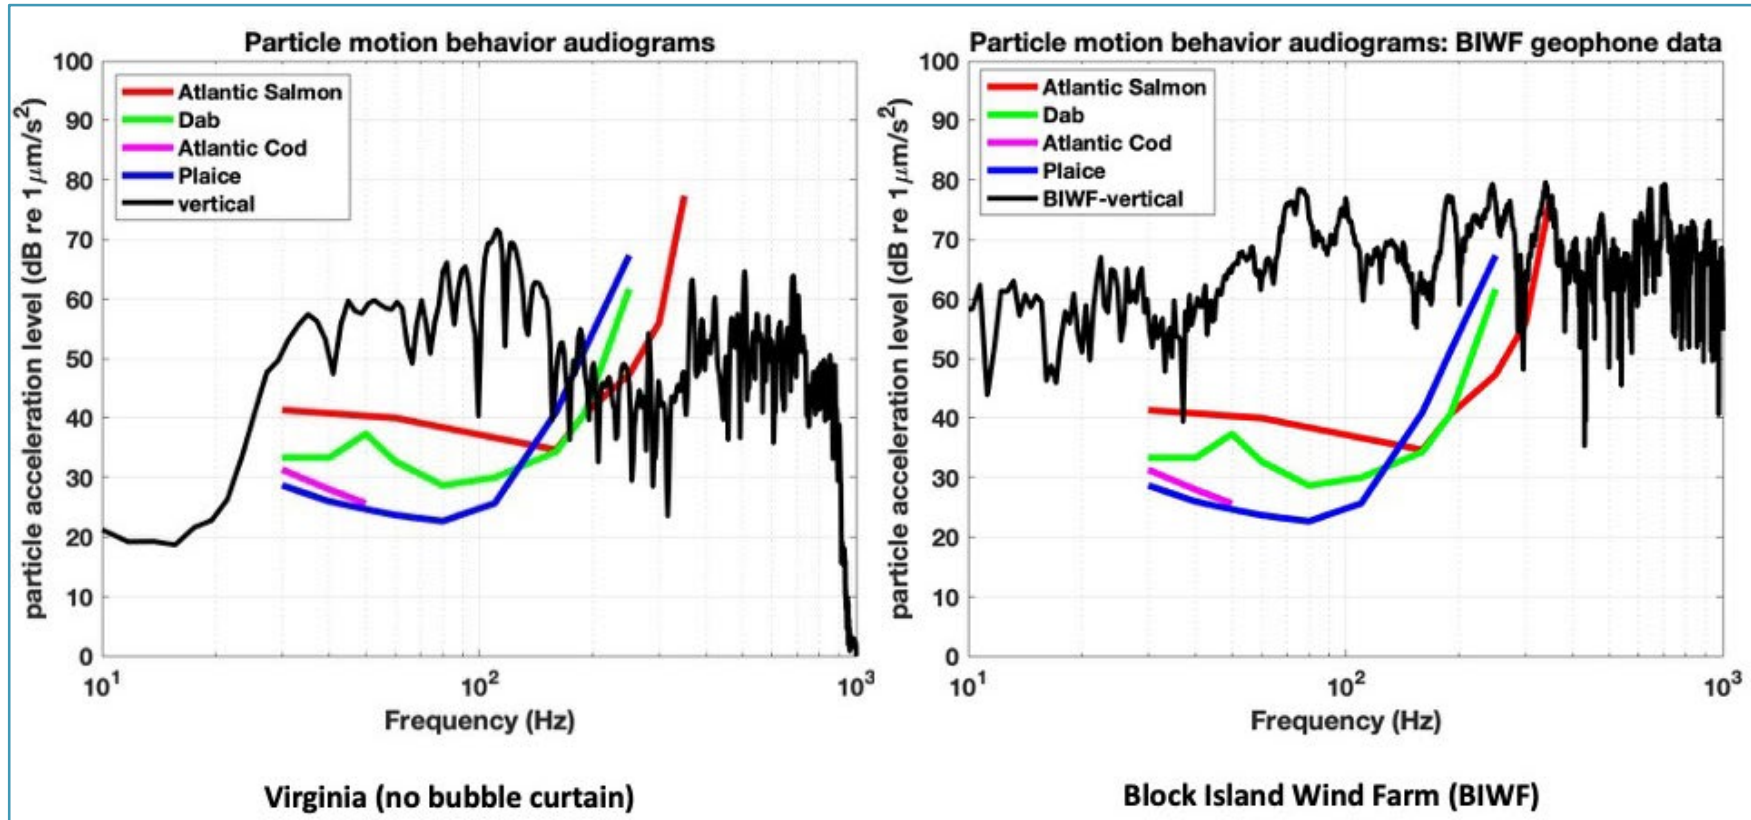 Particle motion behavior audiograms
100
90
80
70
60
50
40
30
20
10
0
particle acceleration level (dB re 1 μm/s²)
Atlantic Salmon
Dab
Atlantic Cod
Plaice
vertical
10¹
10²
10³
Frequency (Hz)
Virginia (no bubble curtain)
Particle motion behavior audiograms: BIWF geophone data
100
90
80
70
60
50
40
30
20
10
0
particle acceleration level (dB re 1 μm/s²)
Atlantic Salmon
Dab
Atlantic Cod
Plaice
BIWF-vertical
10¹
10²
10³
Frequency (Hz)
Block Island Wind Farm (BIWF)